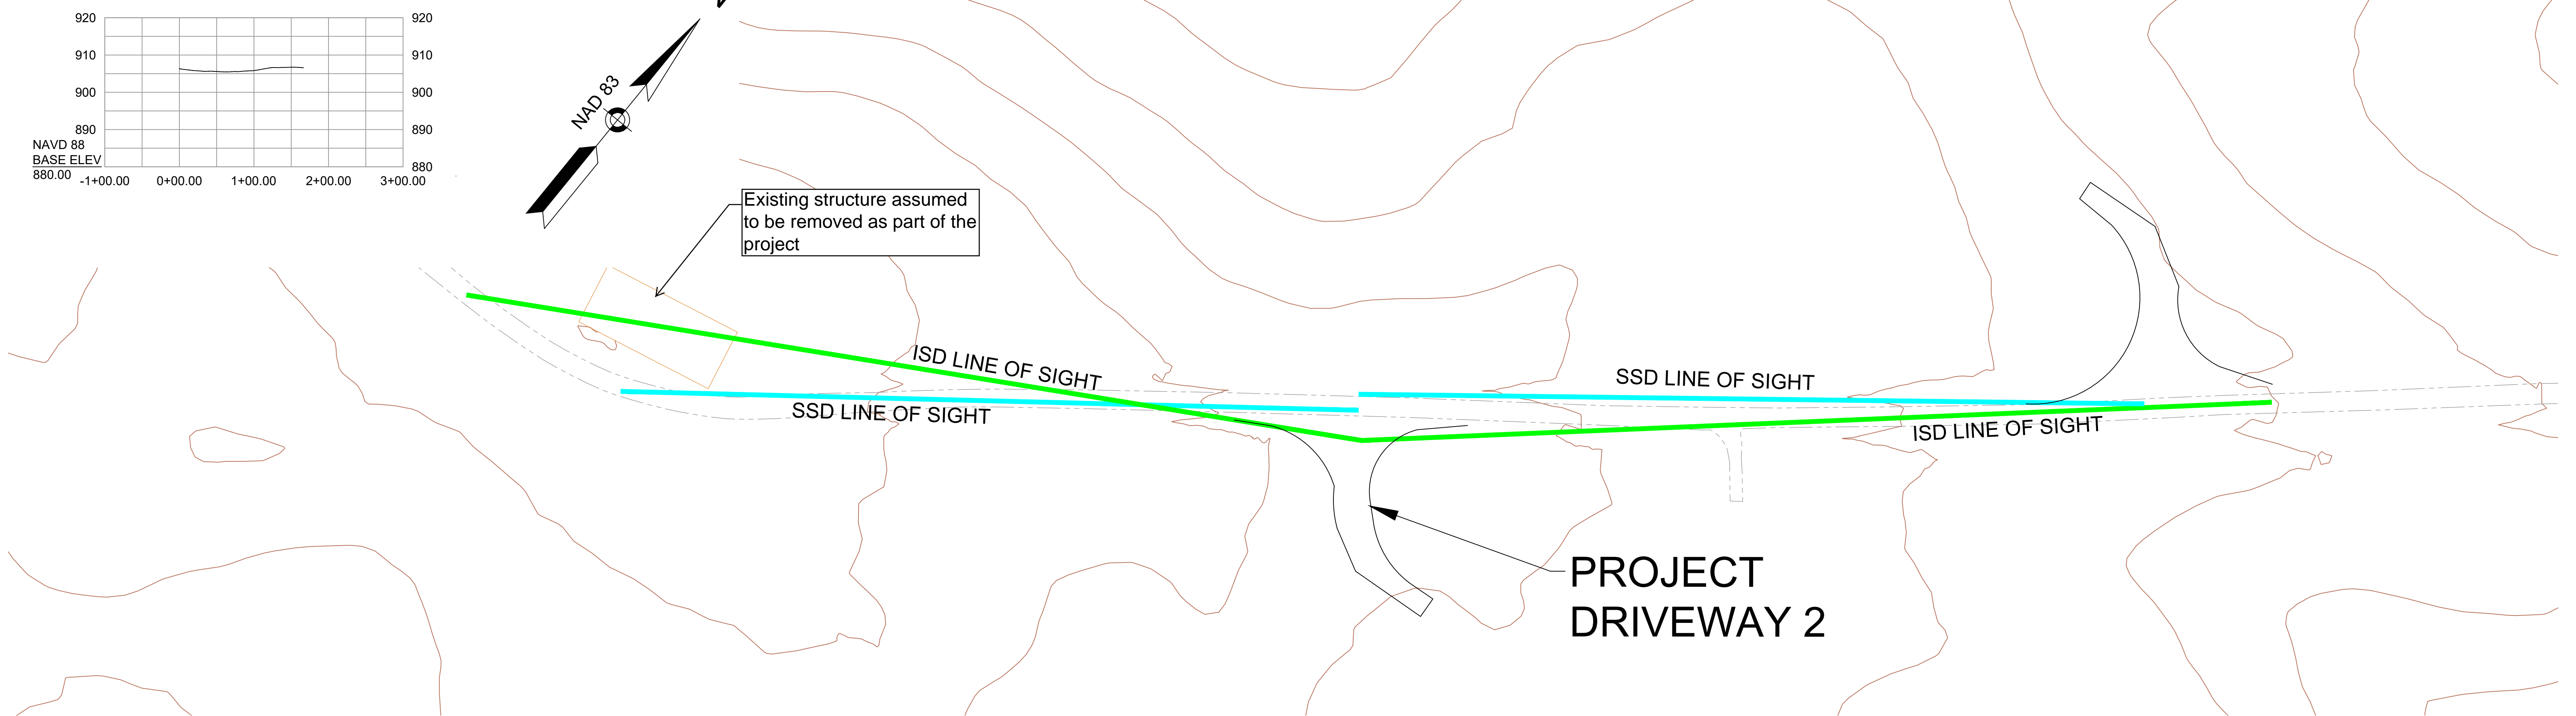 920
920
910
910
900
900
890
890
NAVD 88
BASE ELEV
880.00
880
-1+00.00 0+00.00 1+00.00 2+00.00 3+00.00
NAD 83
Existing structure assumed
to be removed as part of the
project
ISD LINE OF SIGHT
SSD LINE OF SIGHT
SSD LINE OF SIGHT
ISD LINE OF SIGHT
PROJECT
DRIVEWAY 2